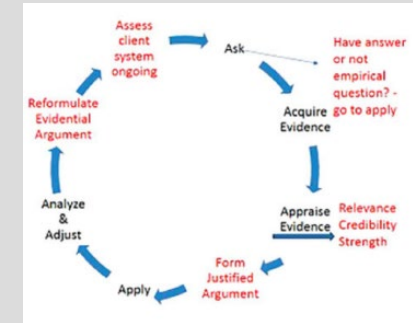 Assess
client
system
ongoing
Ask
Have answer
or not
empirical
question? -
go to apply
Acquire
Evidence
Appraise
Evidence
Relevance
Credibility
Strength
Form
Justified
Argument
Apply
Analyze
&
Adjust
Reformulate
Evidential
Argument